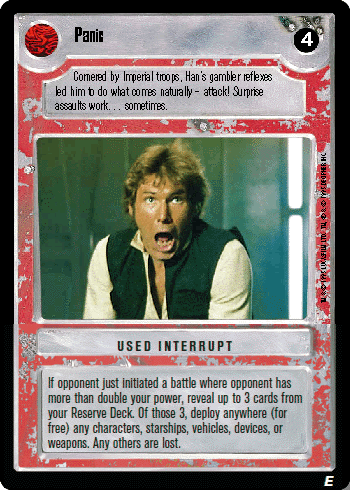 Panic
4
Cornered by Imperial troops, Han's gambler reflexes
led him to do what comes naturally - attack! Surprise
assaults work. . . sometimes.
USED INTERRUPT
If opponent just initiated a battle where opponent has
more than double your power, reveal up to 3 cards from
your Reserve Deck. Of those 3, deploy anywhere (for
free) any characters, starships, vehicles, devices, or
weapons. Any others are lost.
E